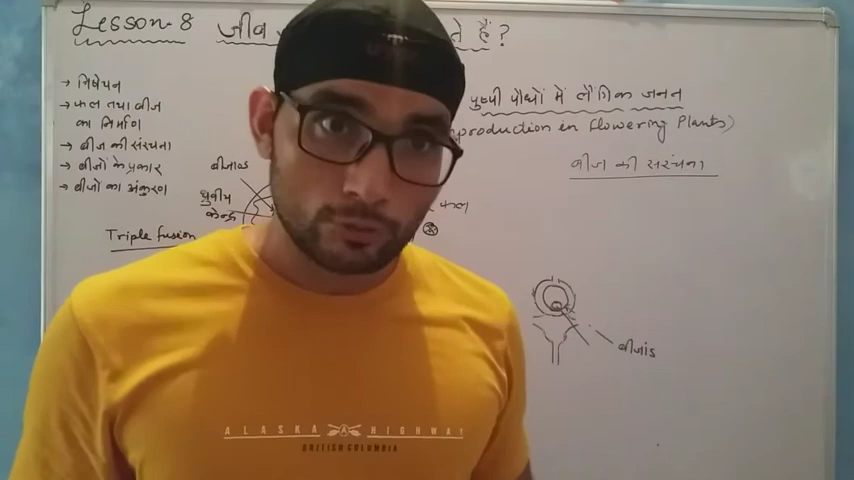 Lesson-8 जीव ते हैं?
→ निषेचन
→ फल तथा बीज
का निर्माण
→ बीज की संरचना
→ बीजों के प्रकार
→ बीजों का अंकुरण
पुष्पी पौधों में लैंगिक जनन
production in flowering Plants)
बीज की संरचना
बीजाण्ड
ध्रुवीय
केन्द्र
फल
Triple fusion
बीजांड
ALASKA HIGHWAY
BRITISH COLUMBIA